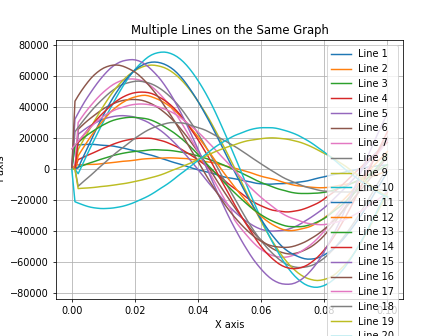 Multiple Lines on the Same Graph
80000
60000
40000
20000
0
−20000
−40000
−60000
−80000
0.00
0.02
0.04
0.06
X axis
Line 1
Line 2
Line 3
Line 4
Line 5
Line 6
Line 7
Line 8
Line 9
Line 10
Line 11
Line 12
Line 13
Line 14
Line 15
Line 16
Line 17
Line 18
Line 19